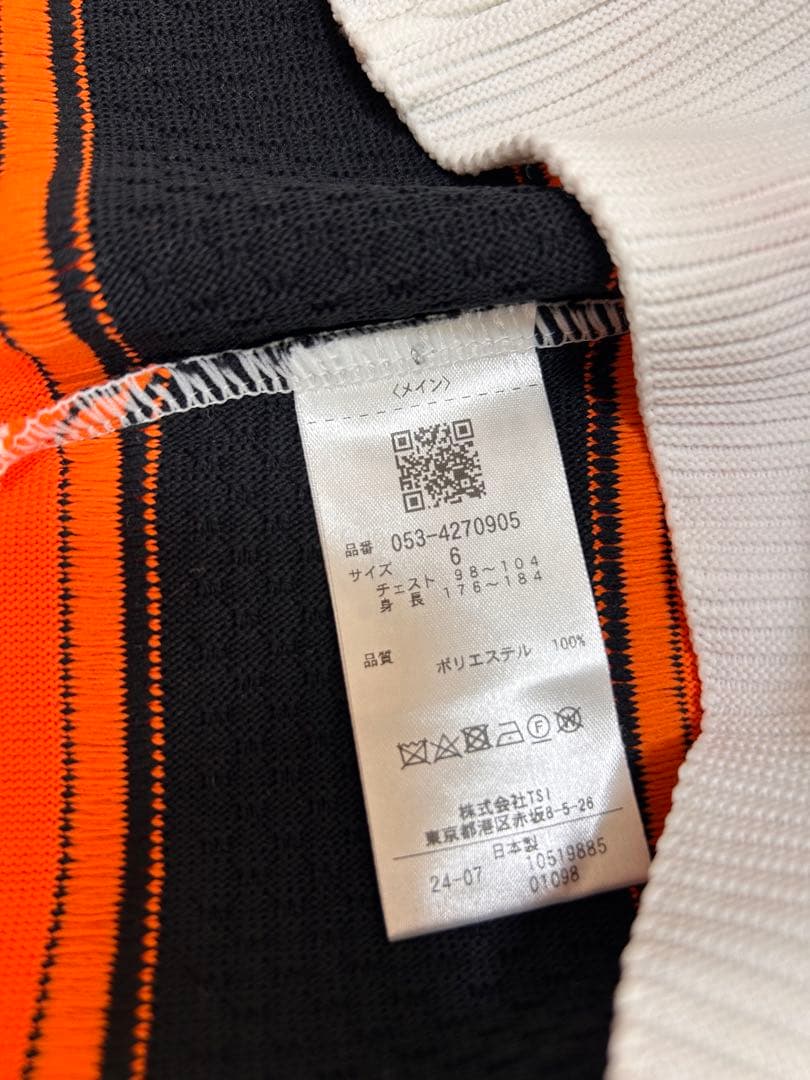 〈メイン〉
品番 053-4270905
サイズ 6
チェスト 98～104
身長 176～184
品質 ポリエステル 100%
F W
株式会社TSI
東京都港区赤坂8-5-26
日本製
24-07 10519885
01098